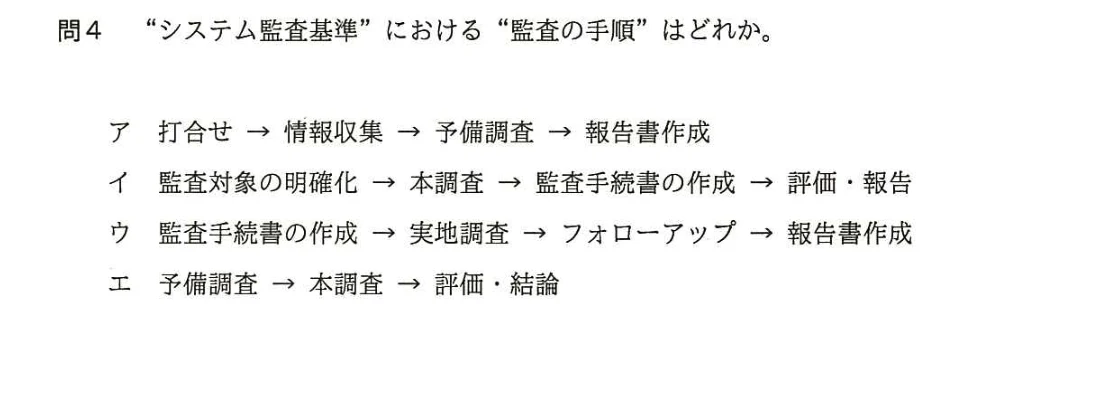 問4 “システム監査基準” における “監査の手順” はどれか。
ア 打合せ → 情報収集 → 予備調査 → 報告書作成
イ 監査対象の明確化 → 本調査 → 監査手続書の作成 → 評価・報告
ウ 監査手続書の作成 → 実地調査 → フォローアップ → 報告書作成
エ 予備調査 → 本調査 → 評価・結論